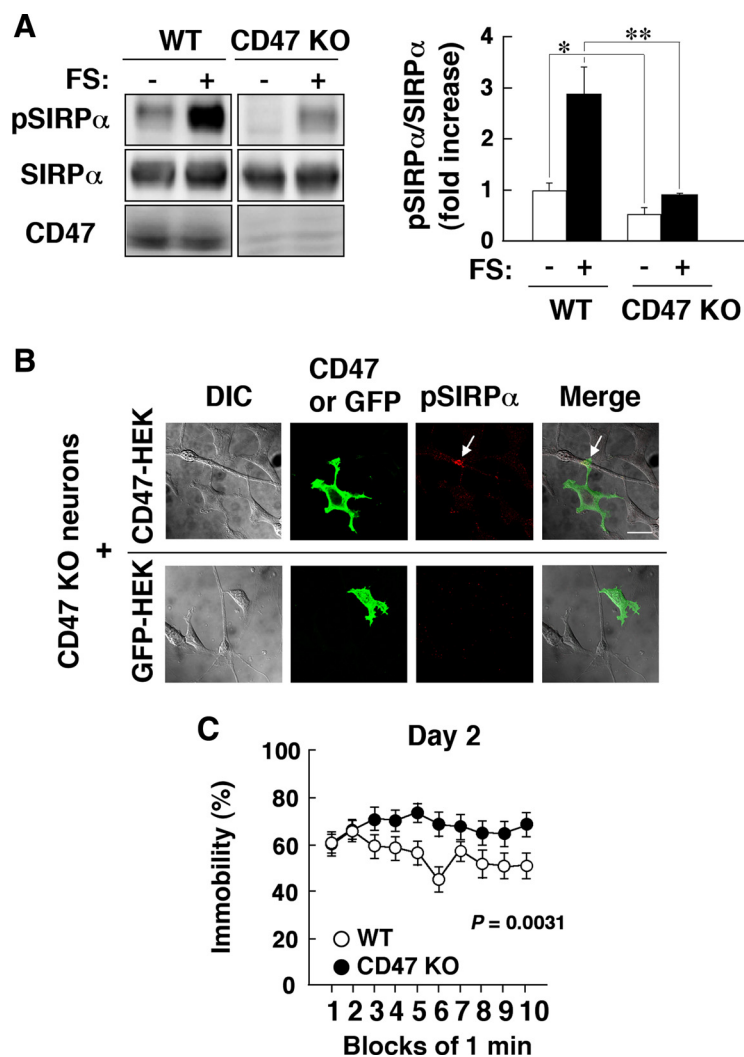 A
WT CD47 KO
FS: - + - +
pSIRPα
SIRPα
CD47
pSIRPα/SIRPα
(fold increase)
4
3
2
1
0
* **
FS: - + - +
WT CD47 KO
B
CD47
DIC or GFP pSIRPα Merge
CD47 KO neurons
+
CD47-HEK
GFP-HEK
C
Day 2
Immobility (%)
100
80
60
40
20
0
P = 0.0031
WT
CD47 KO
1 2 3 4 5 6 7 8 9 10
Blocks of 1 min